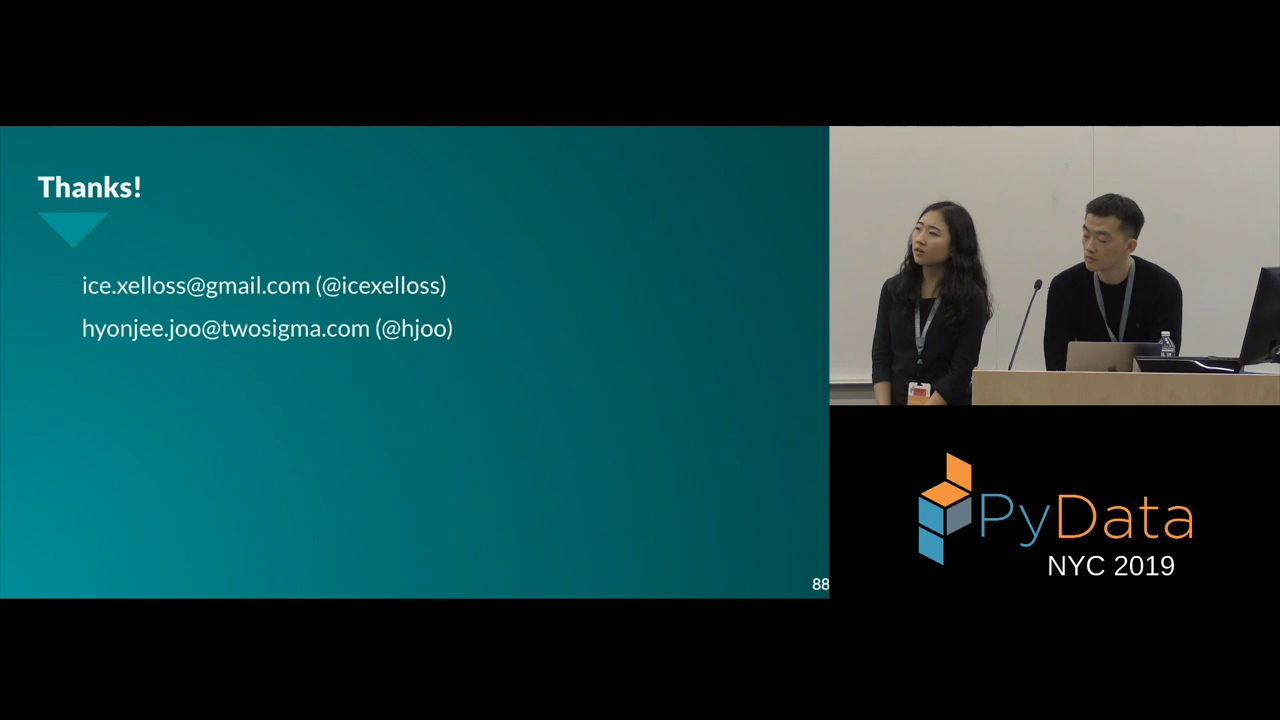 Thanks!
ice.xelloss@gmail.com (@icexelloss)
hyonjee.joo@twosigma.com (@hjoo)
88
PyData
NYC 2019